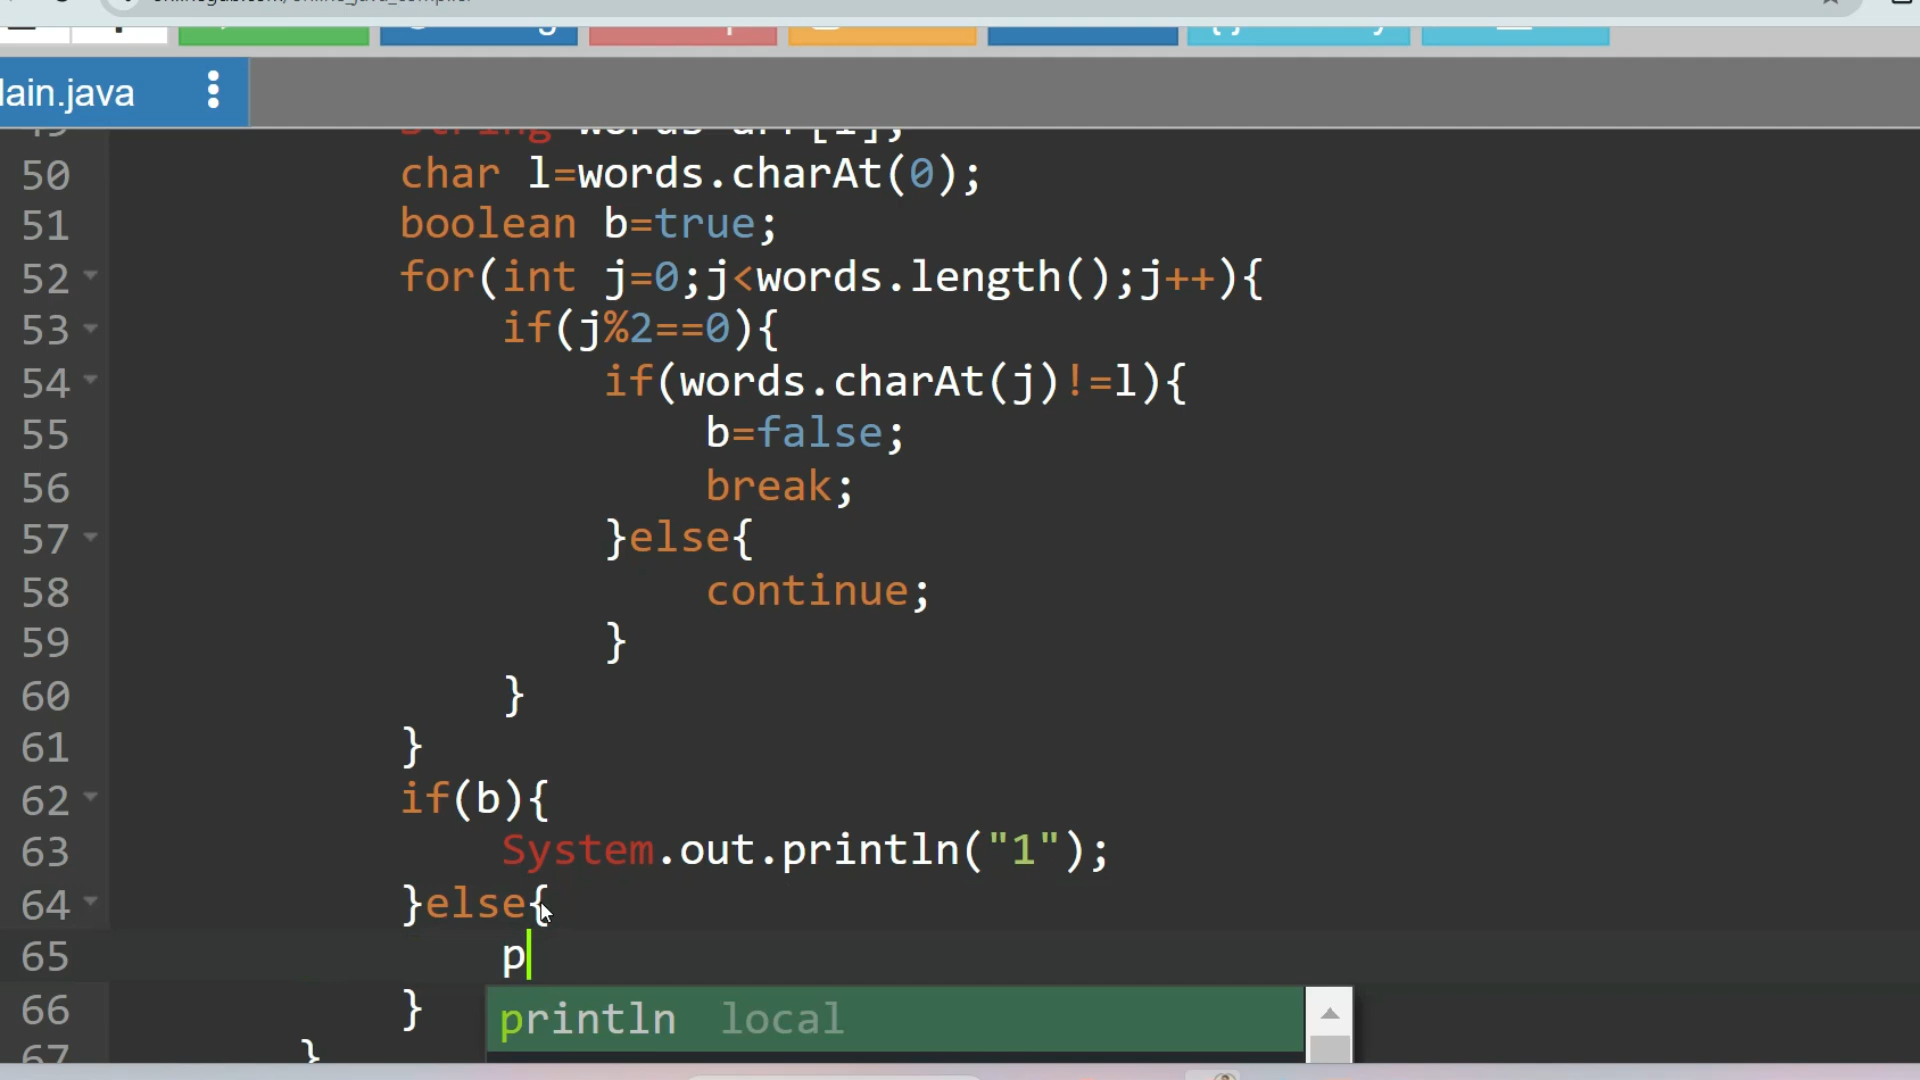 lain.java
50 char l=words.charAt(0);
51 boolean b=true;
52 for(int j=0;j<words.length();j++){
53 if(j%2==0){
54 if(words.charAt(j)!=l){
55 b=false;
56 break;
57 }else{
58 continue;
59 }
60 }
61 }
62 if(b){
63 System.out.println("1");
64 }else{
65 p
println local
66 }
67 }